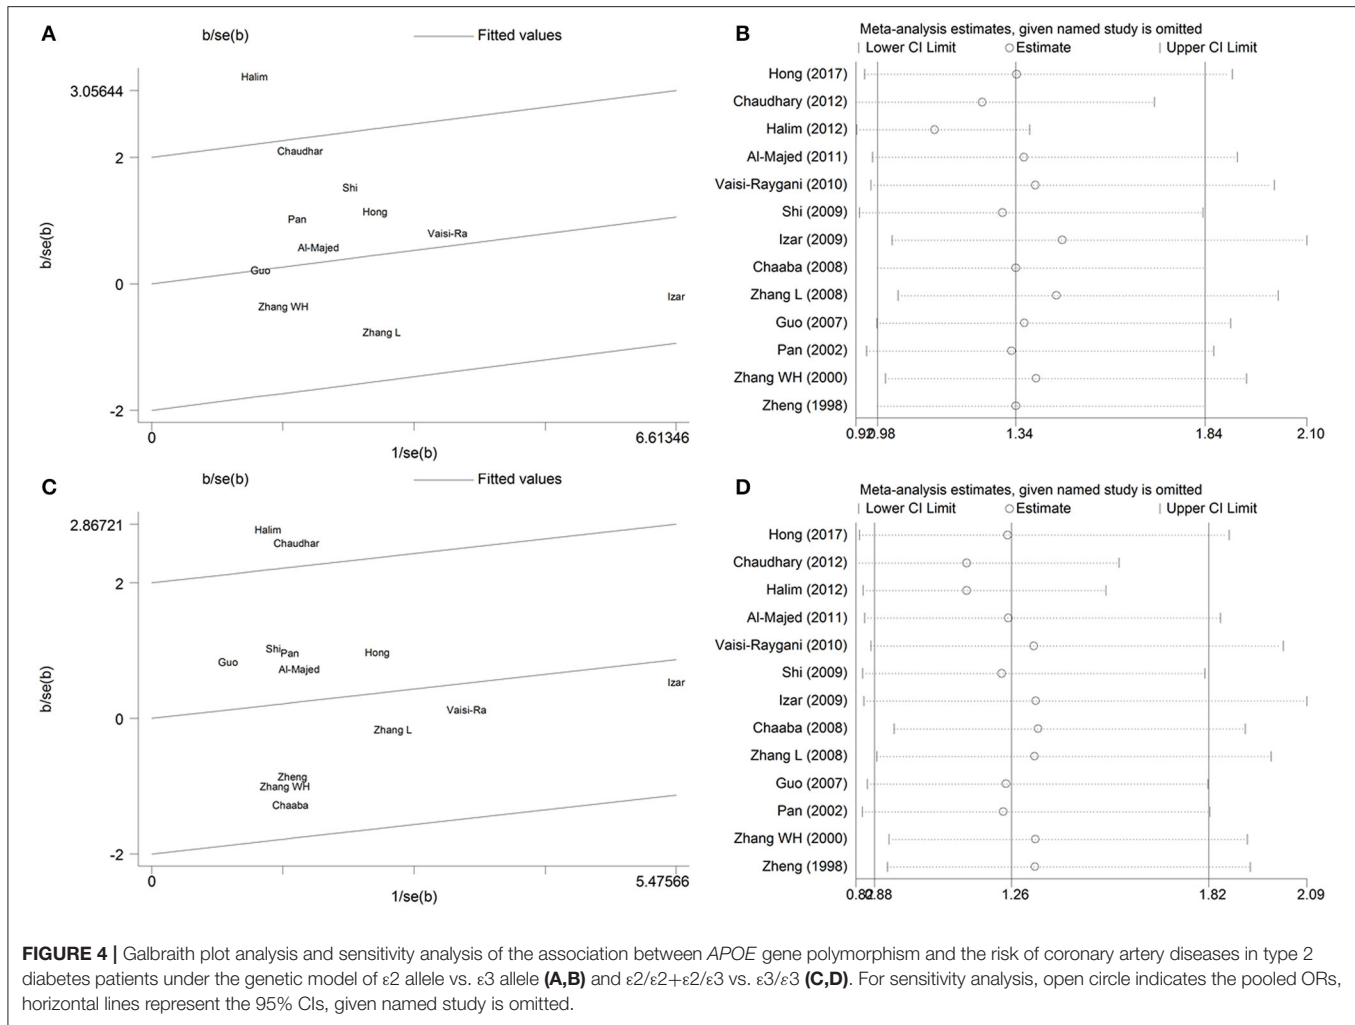 A
b/se(b)
Fitted values
Halim
3.05644
Chaudhar
2
Shi
Hong
Pan
Vaisi-Ra
Al-Majed
b/se(b)
Guo
0
Izar
Zhang WH
Zhang L
-2
0
6.61346
1/se(b)
B
Meta-analysis estimates, given named study is omitted
Lower CI Limit
Estimate
Upper CI Limit
Hong (2017)
Chaudhary (2012)
Halim (2012)
Al-Majed (2011)
Vaisi-Raygani (2010)
Shi (2009)
Izar (2009)
Chaaba (2008)
Zhang L (2008)
Guo (2007)
Pan (2002)
Zhang WH (2000)
Zheng (1998)
0.92 0.98 1.34 1.84 2.10
C
b/se(b)
Fitted values
2.86721
Halim
Chaudhar
2
Shi
Pan
Hong
Guo
Al-Majed
b/se(b)
Izar
Vaisi-Ra
0
Zhang L
Zheng
Zhang WH
Chaaba
-2
0
5.47566
1/se(b)
D
Meta-analysis estimates, given named study is omitted
Lower CI Limit
Estimate
Upper CI Limit
Hong (2017)
Chaudhary (2012)
Halim (2012)
Al-Majed (2011)
Vaisi-Raygani (2010)
Shi (2009)
Izar (2009)
Chaaba (2008)
Zhang L (2008)
Guo (2007)
Pan (2002)
Zhang WH (2000)
Zheng (1998)
0.82 0.88 1.26 1.82 2.09
FIGURE 4 | Galbraith plot analysis and sensitivity analysis of the association between APOE gene polymorphism and the risk of coronary artery diseases in type 2
diabetes patients under the genetic model of ε2 allele vs. ε3 allele (A,B) and ε2/ε2+ε2/ε3 vs. ε3/ε3 (C,D). For sensitivity analysis, open circle indicates the pooled ORs,
horizontal lines represent the 95% CIs, given named study is omitted.